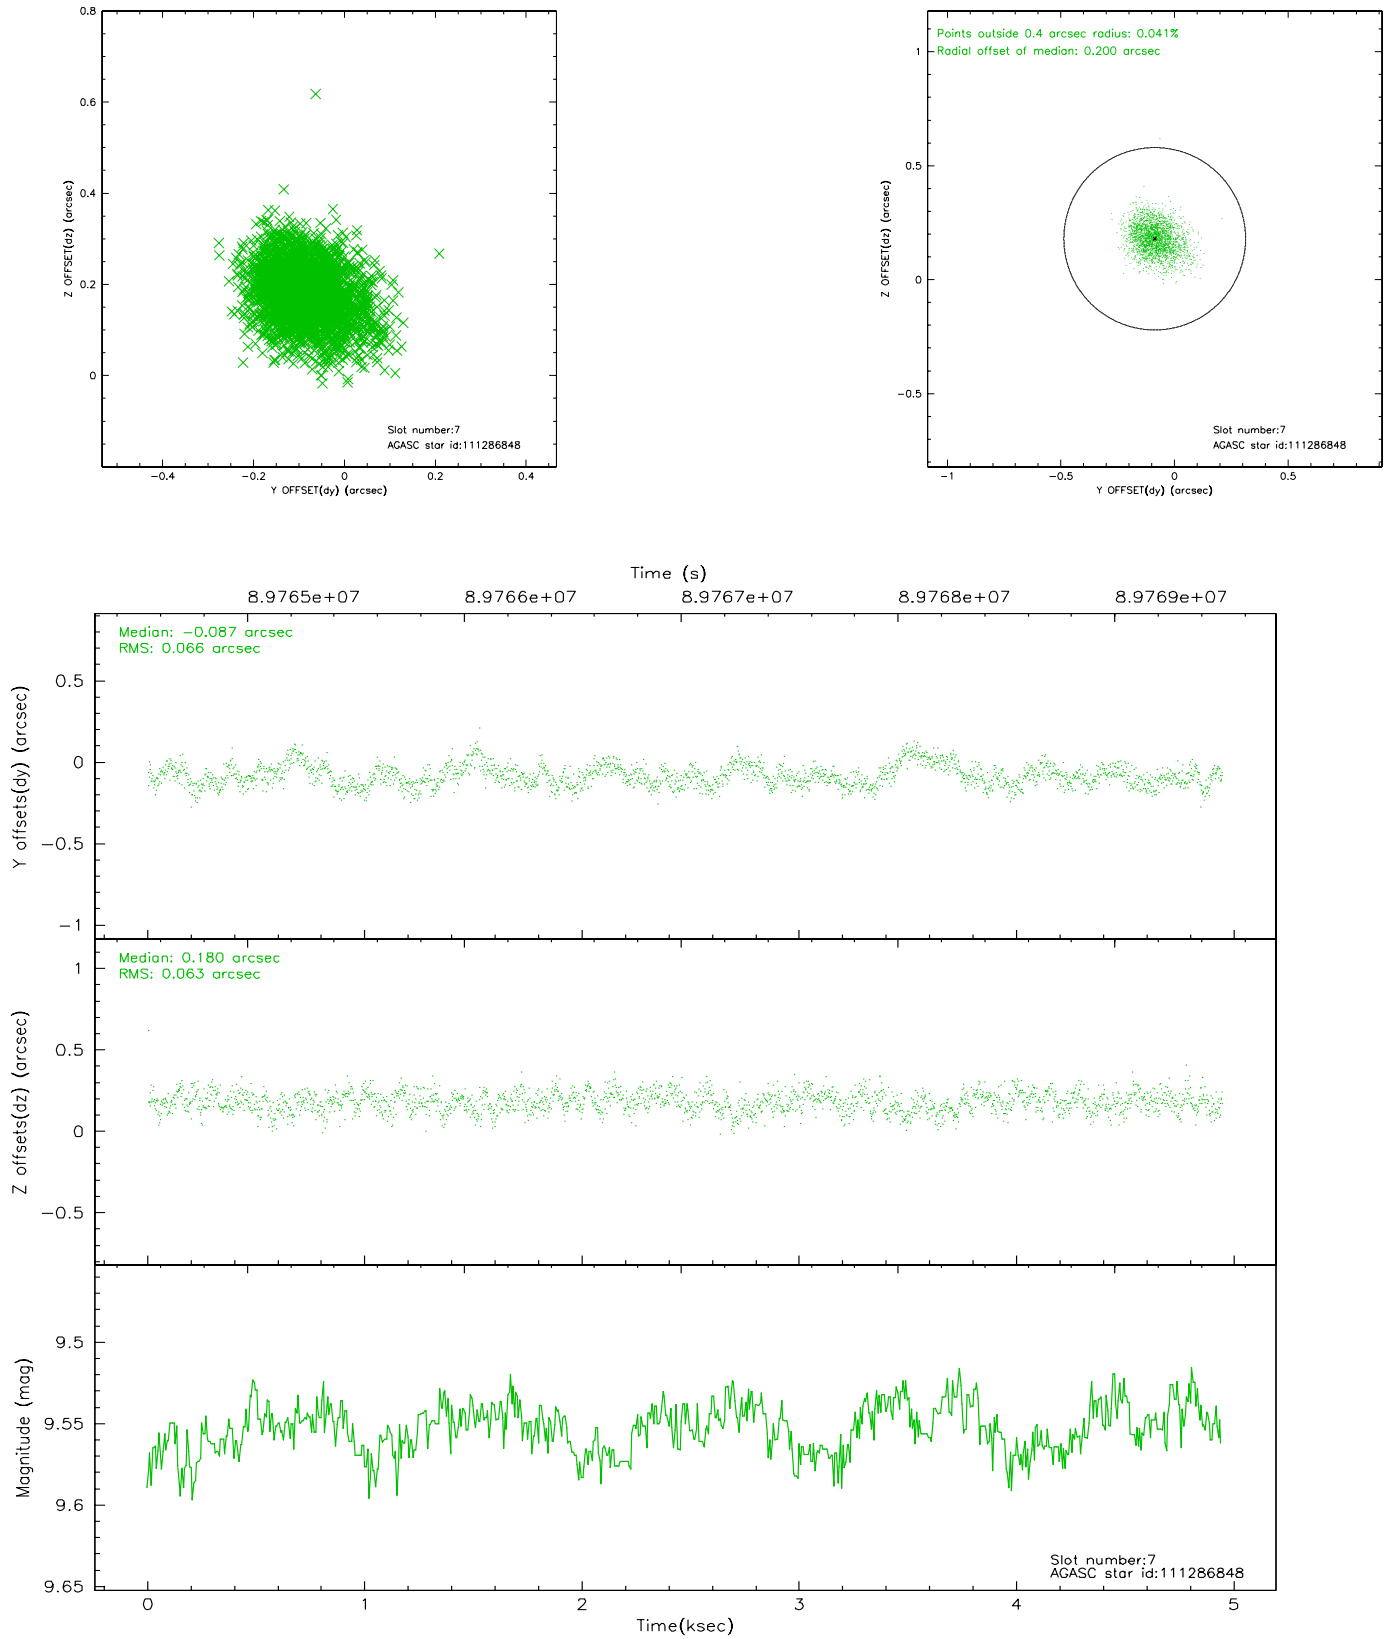 0.8
0.6
0.4
0.2
0
Z OFFSET(dz) (arcsec)
Slot number:7
AGASC star id:111286848
−0.4 −0.2 0 0.2 0.4
Y OFFSET(dy) (arcsec)
Points outside 0.4 arcsec radius: 0.041%
Radial offset of median: 0.200 arcsec
1
0.5
0
−0.5
Z OFFSET(dz) (arcsec)
Slot number:7
AGASC star id:111286848
−1 −0.5 0 0.5
Y OFFSET(dy) (arcsec)
Time (s)
8.9765e+07 8.9766e+07 8.9767e+07 8.9768e+07 8.9769e+07
Median: −0.087 arcsec
RMS: 0.066 arcsec
0.5
0
−0.5
−1
Y offsets(dy) (arcsec)
Median: 0.180 arcsec
RMS: 0.063 arcsec
1
0.5
0
−0.5
Z offsets(dz) (arcsec)
9.5
9.55
9.6
9.65
Magnitude (mag)
Slot number:7
AGASC star id:111286848
0 1 2 3 4 5
Time(ksec)